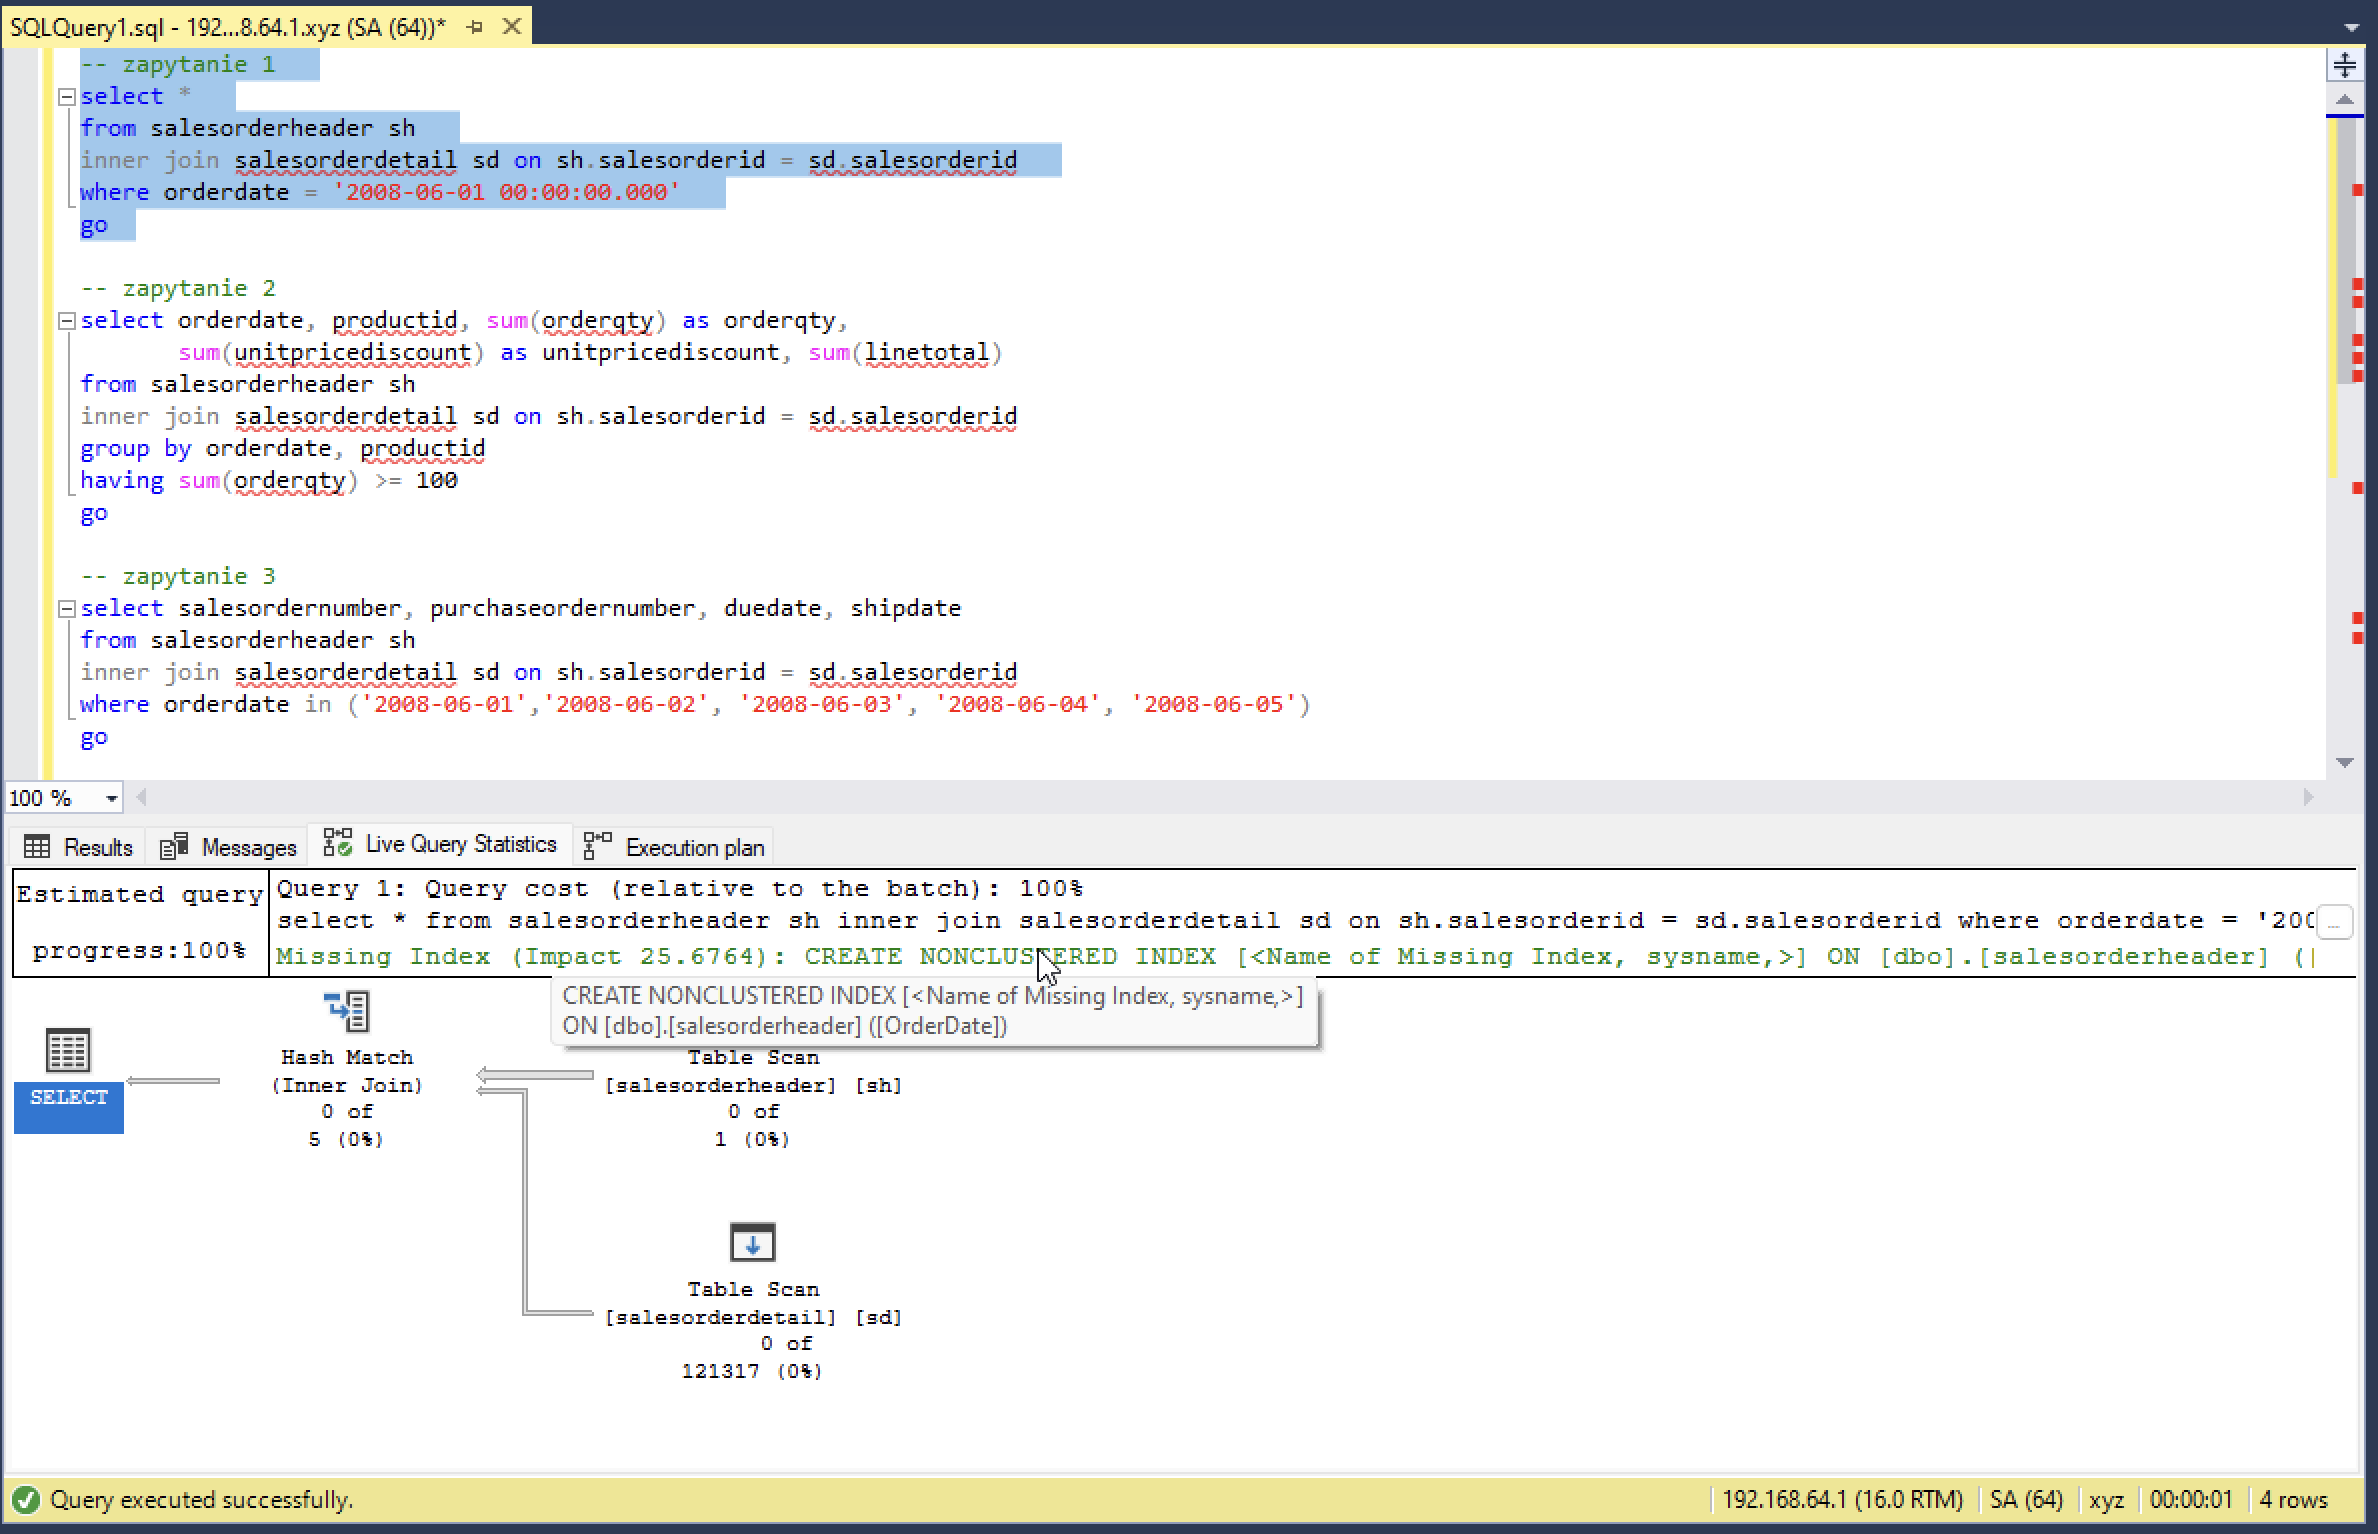 SQLQuery1.sql - 192...8.64.1.xyz (SA (64))*
-- zapytanie 1
select *
from salesorderheader sh
inner join salesorderdetail sd on sh.salesorderid = sd.salesorderid
where orderdate = '2008-06-01 00:00:00.000'
go
-- zapytanie 2
select orderdate, productid, sum(orderqty) as orderqty,
sum(unitpricediscount) as unitpricediscount, sum(linetotal)
from salesorderheader sh
inner join salesorderdetail sd on sh.salesorderid = sd.salesorderid
group by orderdate, productid
having sum(orderqty) >= 100
go
-- zapytanie 3
select salesordernumber, purchaseordernumber, duedate, shipdate
from salesorderheader sh
inner join salesorderdetail sd on sh.salesorderid = sd.salesorderid
where orderdate in ('2008-06-01','2008-06-02', '2008-06-03', '2008-06-04', '2008-06-05')
go
100 %
Results Messages Live Query Statistics Execution plan
Estimated query
progress:100%
Query 1: Query cost (relative to the batch): 100%
select * from salesorderheader sh inner join salesorderdetail sd on sh.salesorderid = sd.salesorderid where orderdate = '200 ...
Missing Index (Impact 25.6764): CREATE NONCLUSTERED INDEX [<Name of Missing Index, sysname,>] ON [dbo].[salesorderheader] ([
CREATE NONCLUSTERED INDEX [<Name of Missing Index, sysname,>]
ON [dbo].[salesorderheader] ([OrderDate])
SELECT
Hash Match
(Inner Join)
0 of
5 (0%)
Table Scan
[salesorderheader] [sh]
0 of
1 (0%)
Table Scan
[salesorderdetail] [sd]
0 of
121317 (0%)
Query executed successfully.
192.168.64.1 (16.0 RTM) SA (64) xyz 00:00:01 4 rows